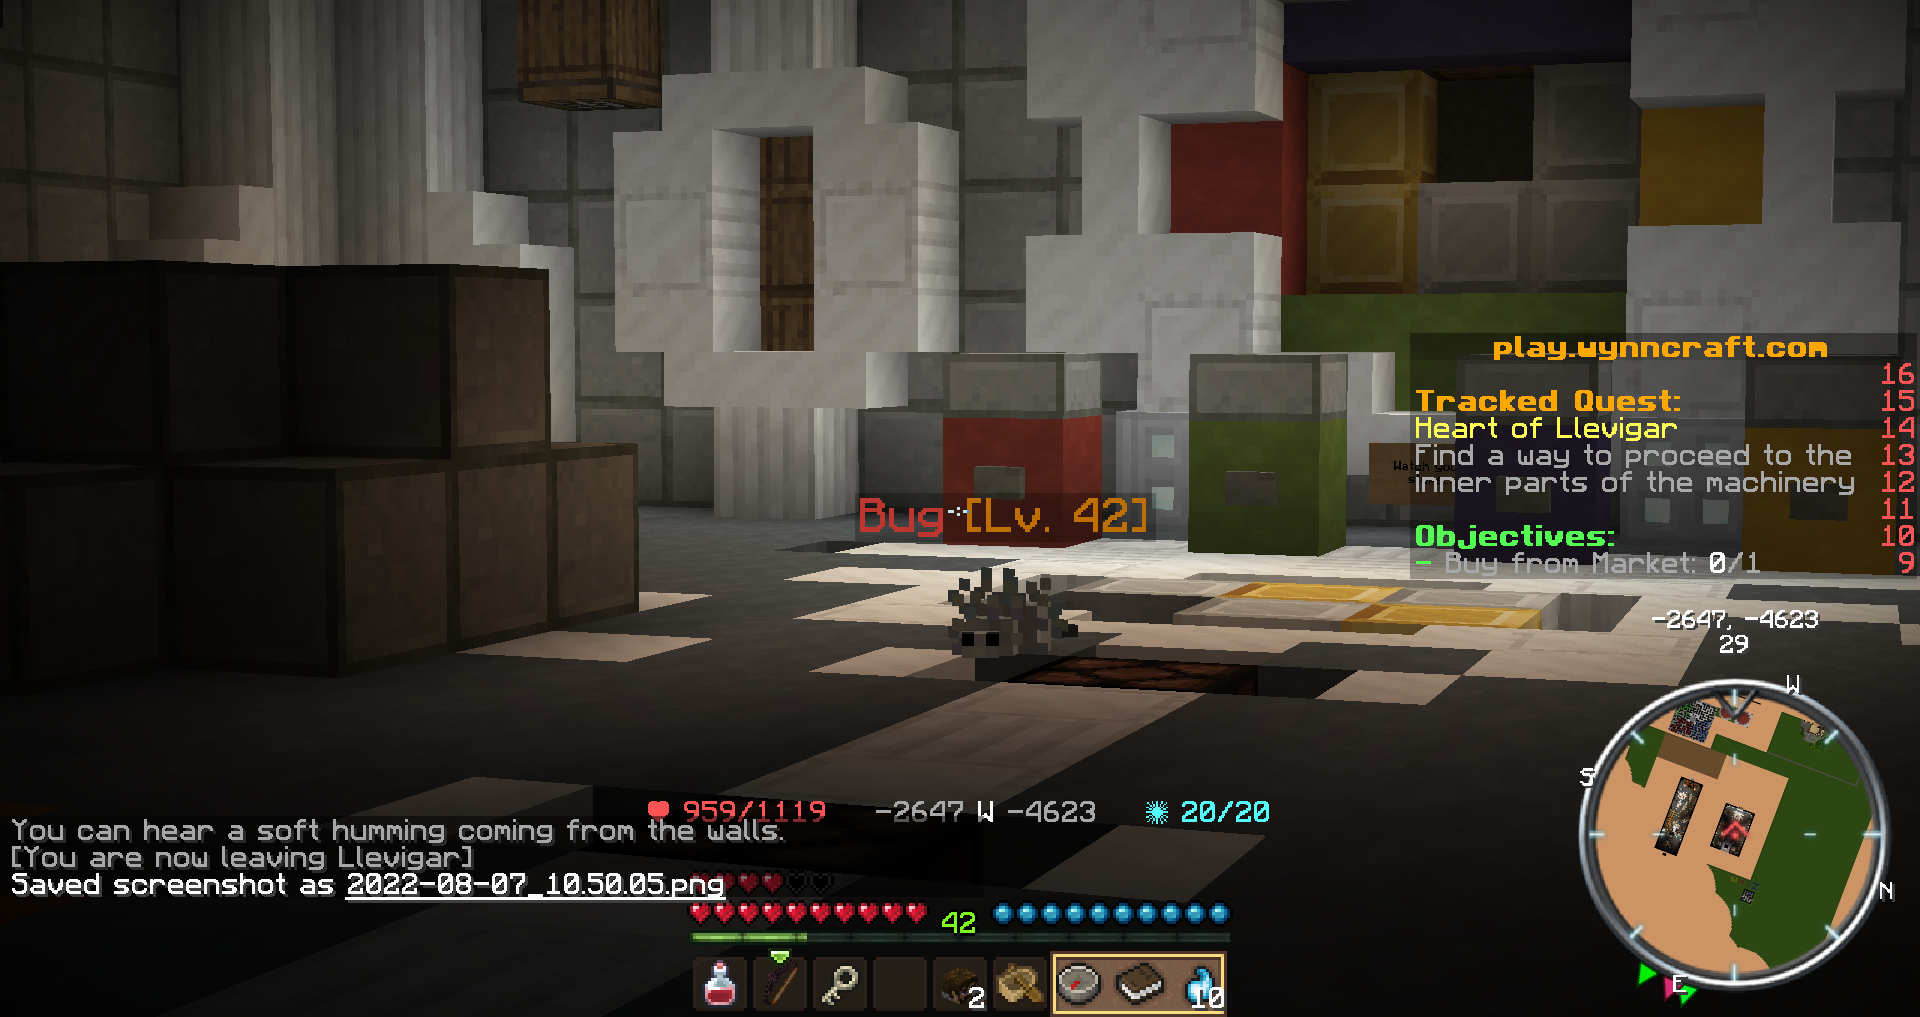 play.wynncraft.com
16
Tracked Quest: 15
Heart of Llevigar 14
Find a way to proceed to the 13
inner parts of the machinery 12
11
Objectives: 10
- Buy from Market: 0/1 9
Watch you
Bug [Lv. 42]
-2647, -4623
29
W
S
N
E
959/1119 -2647 W -4623 20/20
You can hear a soft humming coming from the walls.
[You are now leaving Llevigar]
Saved screenshot as 2022-08-07_10.50.05.png
42
2
10